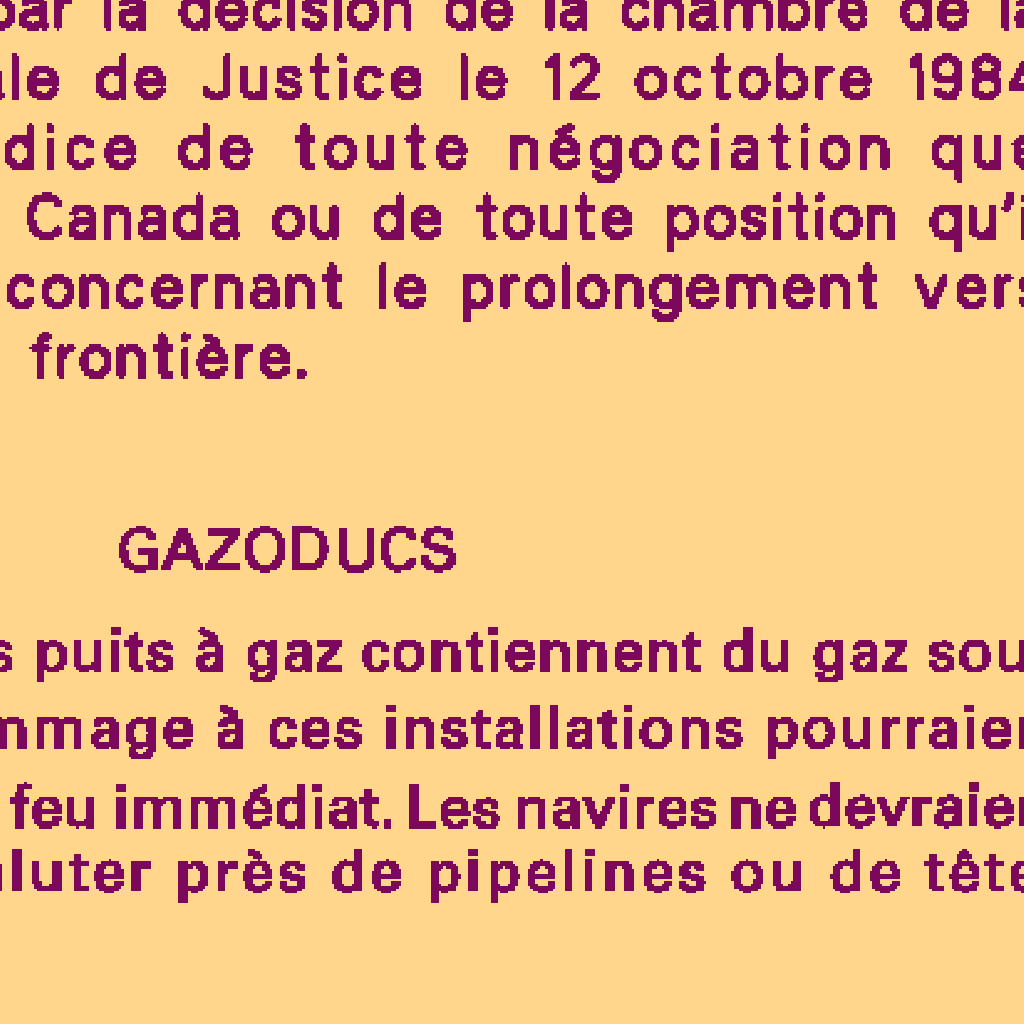 par la décision de la chambre de la
ale de Justice le 12 octobre 1984
dice de toute négociation que
Canada ou de toute position qu'i
concernant le prolongement vers
frontière.
GAZODUCS
s puits à gaz contiennent du gaz sou
mmage à ces installations pourraien
feu immédiat. Les navires ne devraien
luter près de pipelines ou de tête